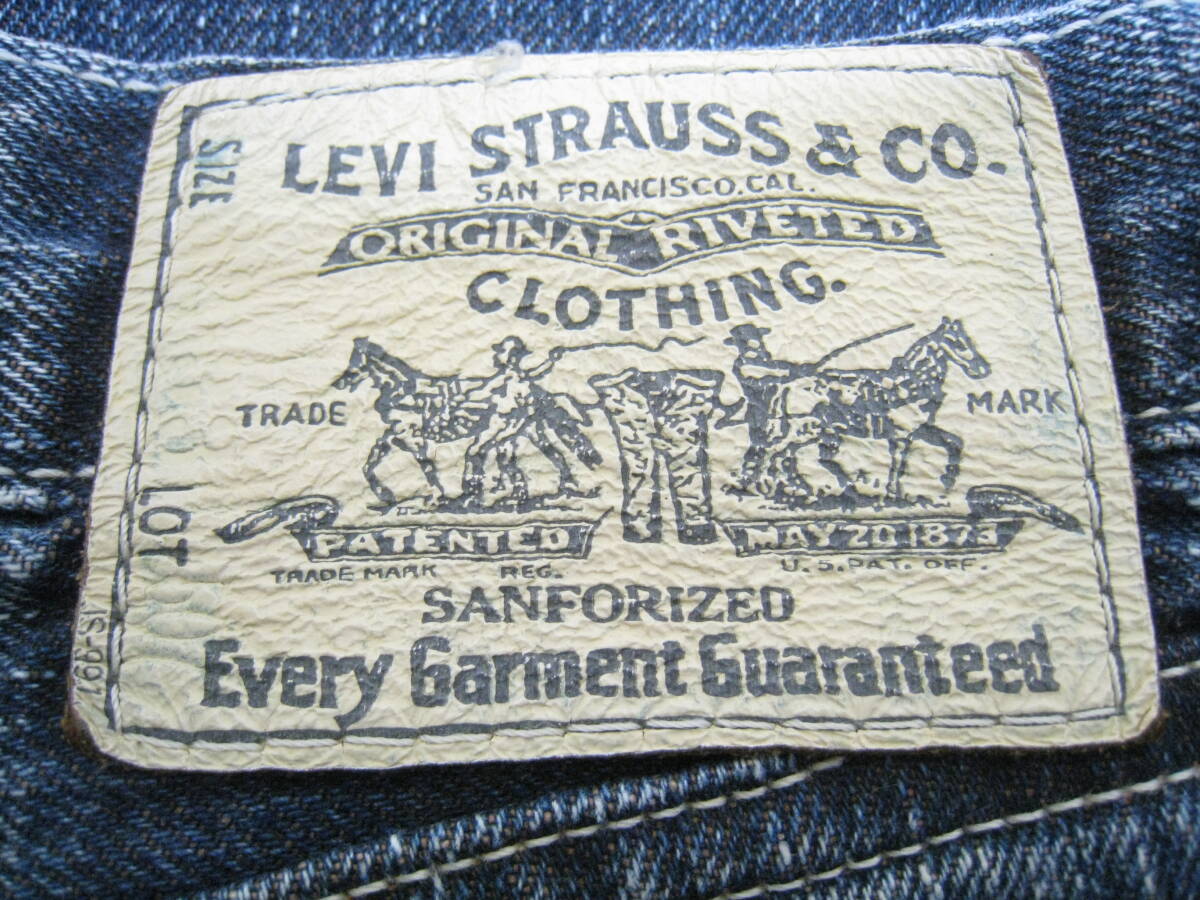 LEVI STRAUSS & CO.
SAN FRANCISCO.CAL.
ORIGINAL RIVETED
CLOTHING.
TRADE MARK
PATENTED MAY 20 1873
TRADE MARK REG. U.S.PAT. OFF.
SANFORIZED
Every Garment Guaranteed
SIZE
LOT